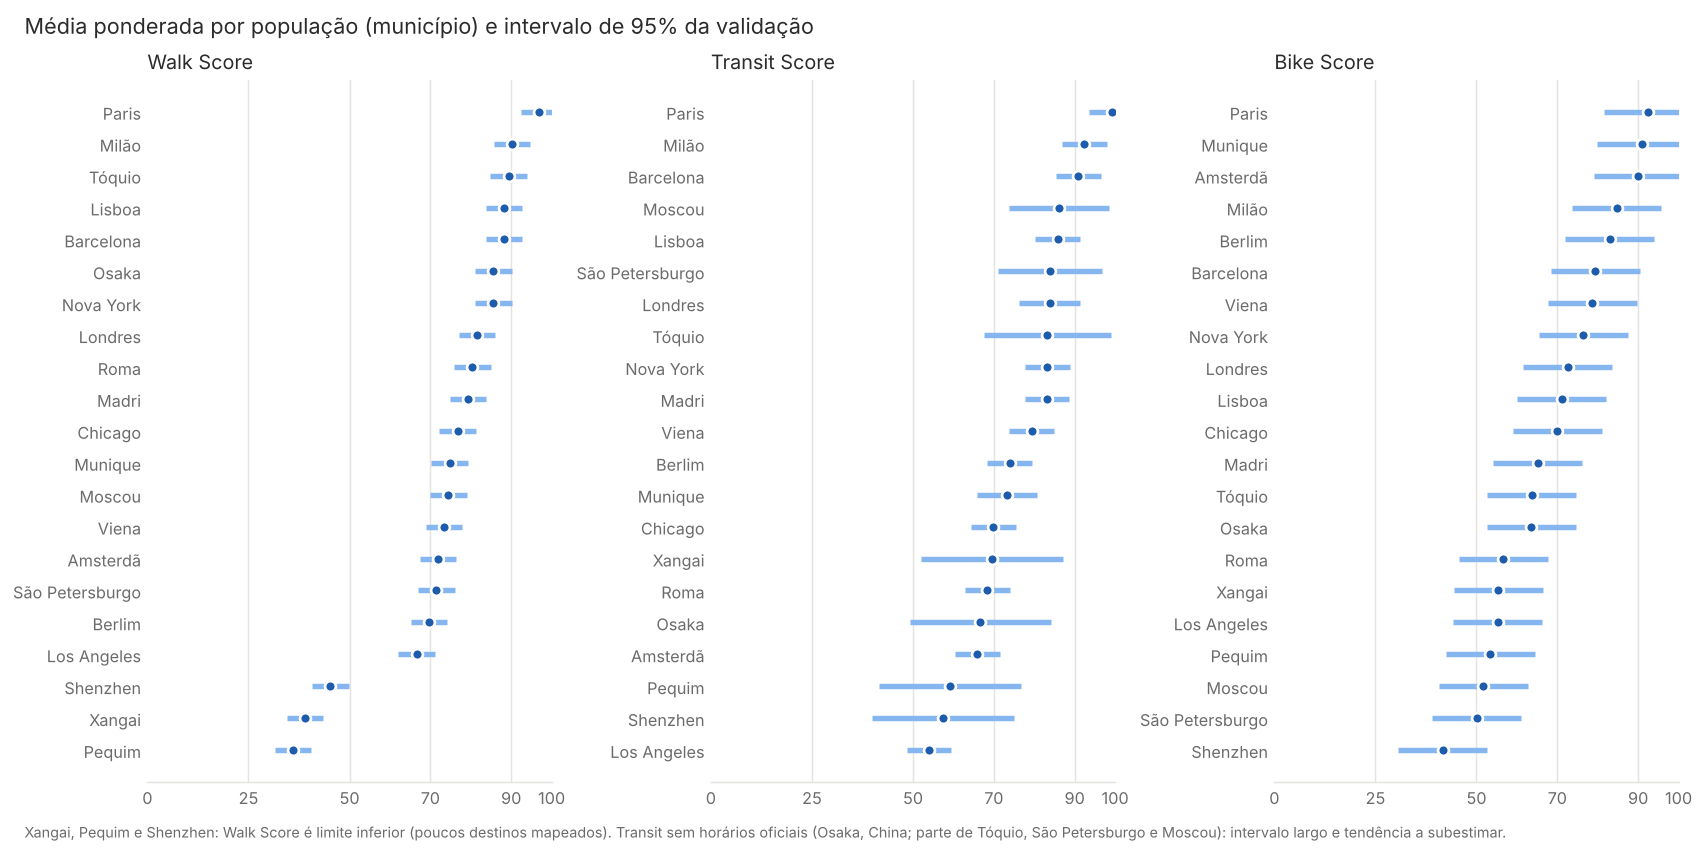 Média ponderada por população (município) e intervalo de 95% da validação
Walk Score
Paris
Milão
Tóquio
Lisboa
Barcelona
Osaka
Nova York
Londres
Roma
Madri
Chicago
Munique
Moscou
Viena
Amsterdã
São Petersburgo
Berlim
Los Angeles
Shenzhen
Xangai
Pequim
0 25 50 70 90 100
Transit Score
Paris
Milão
Barcelona
Moscou
Lisboa
São Petersburgo
Londres
Tóquio
Nova York
Madri
Viena
Berlim
Munique
Chicago
Xangai
Roma
Osaka
Amsterdã
Pequim
Shenzhen
Los Angeles
0 25 50 70 90 100
Bike Score
Paris
Munique
Amsterdã
Milão
Berlim
Barcelona
Viena
Nova York
Londres
Lisboa
Chicago
Madri
Tóquio
Osaka
Roma
Xangai
Los Angeles
Pequim
Moscou
São Petersburgo
Shenzhen
0 25 50 70 90 100
Xangai, Pequim e Shenzhen: Walk Score é limite inferior (poucos destinos mapeados). Transit sem horários oficiais (Osaka, China; parte de Tóquio, São Petersburgo e Moscou): intervalo largo e tendência a subestimar.